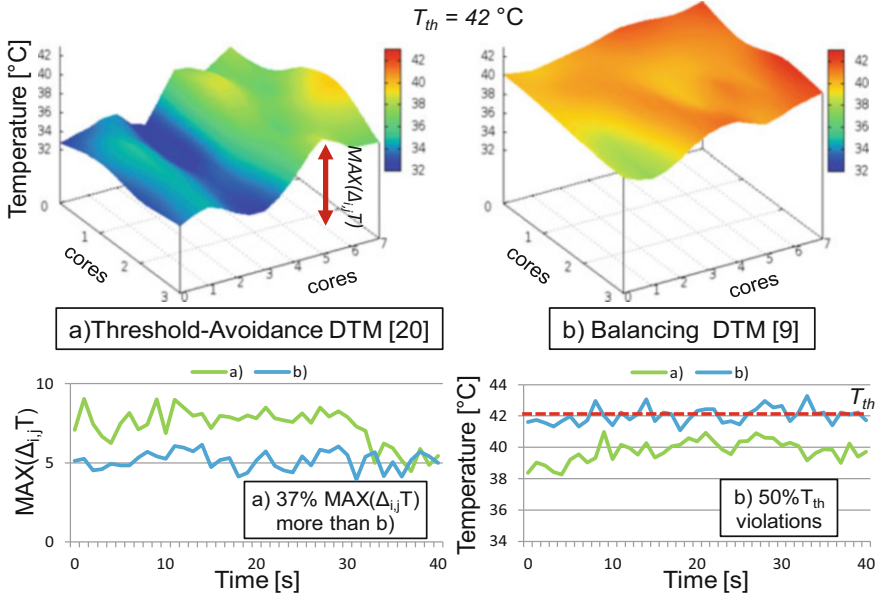 T_th = 42 °C
Temperature [°C]
42
40
38
36
34
32
0
1
2
3
cores
0
1
2
3
4
5
6
7
cores
MAX(Δ_i,jT)
42
40
38
36
34
32
Temperature [°C]
42
40
38
36
34
32
0
1
2
3
cores
0
1
2
3
4
5
6
7
cores
42
40
38
36
34
32
a)Threshold-Avoidance DTM [20]
b) Balancing DTM [9]
a) b)
MAX(Δ_i,jT)
10
5
0
0 10 20 30 40
Time [s]
a) 37% MAX(Δ_i,jT)
more than b)
a) b)
Temperature [°C]
44
42
40
38
36
34
T_th
0 10 20 30 40
Time [s]
b) 50%T_th
violations